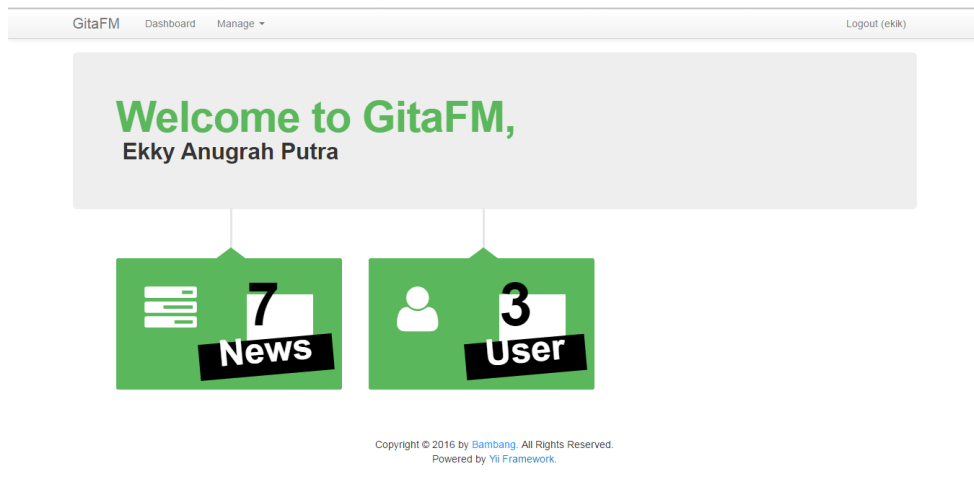 GitaFM Dashboard Manage Logout (ekik)
Welcome to GitaFM,
Ekky Anugrah Putra
7
News
3
User
Copyright © 2016 by Bambang. All Rights Reserved.
Powered by Yii Framework.